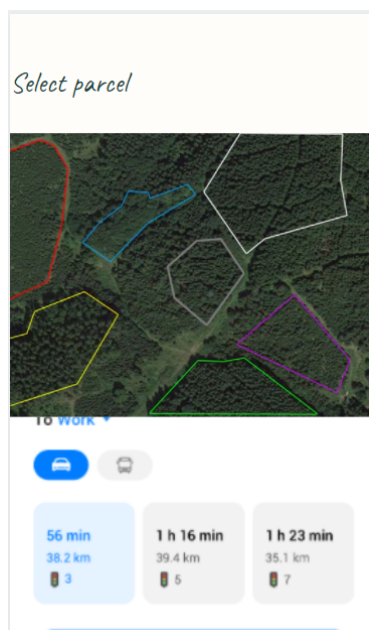 Select parcel
To Work
56 min
38.2 km
3
1 h 16 min
39.4 km
5
1 h 23 min
35.1 km
7